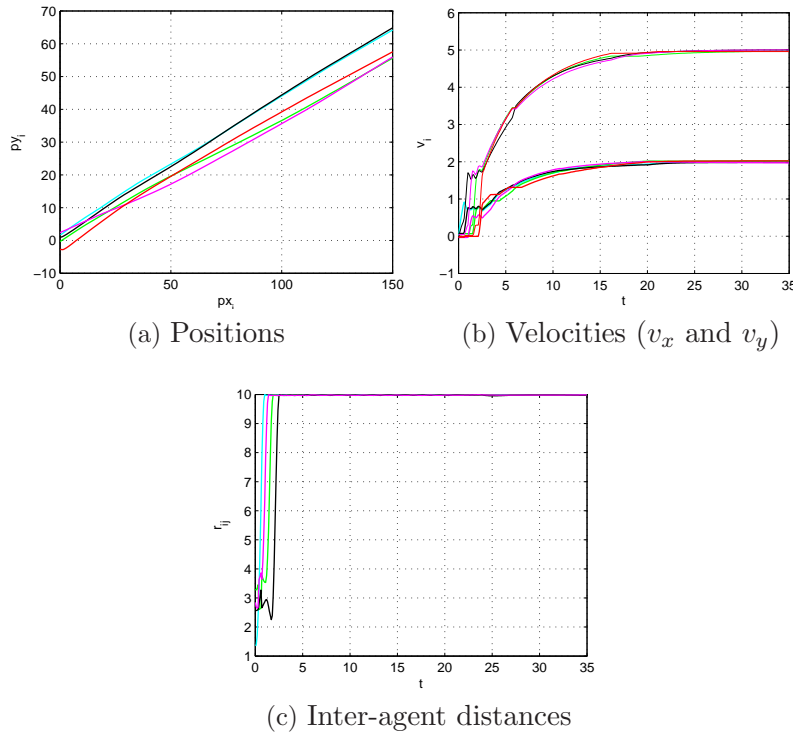 70
60
50
40
30
20
10
0
−10
0 50 100 150
py_i
px_i
(a) Positions
6
5
4
3
2
1
0
−1
0 5 10 15 20 25 30 35
v_i
t
(b) Velocities (v_x and v_y)
10
9
8
7
6
5
4
3
2
1
0 5 10 15 20 25 30 35
r_ij
t
(c) Inter-agent distances